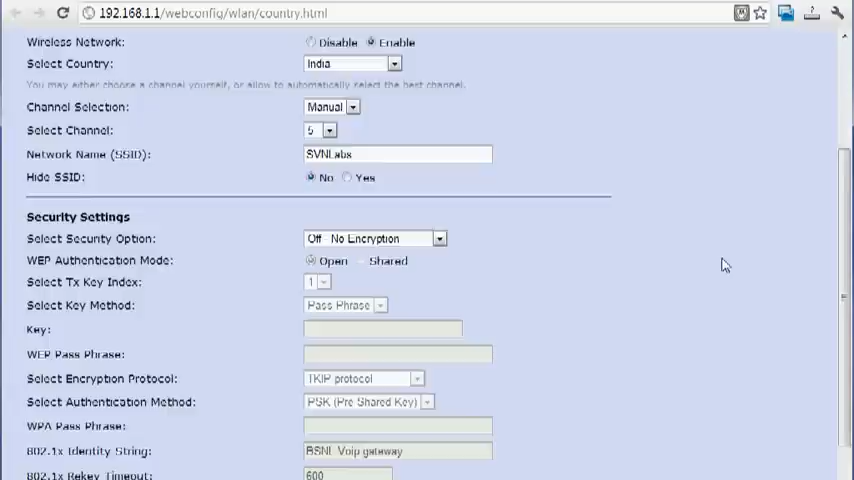 192.168.1.1/webconfig/wlan/country.html
Wireless Network: Disable Enable
Select Country: India
You may either choose a channel yourself, or allow to automatically select the best channel.
Channel Selection: Manual
Select Channel: 5
Network Name (SSID): SVNLabs
Hide SSID: No Yes
Security Settings
Select Security Option: Off - No Encryption
WEP Authentication Mode: Open Shared
Select Tx Key Index: 1
Select Key Method: Pass Phrase
Key:
WEP Pass Phrase:
Select Encryption Protocol: TKIP protocol
Select Authentication Method: PSK (Pre Shared Key)
WPA Pass Phrase:
802.1x Identity String: BSNL Voip gateway
802.1x Rekey Timeout: 600